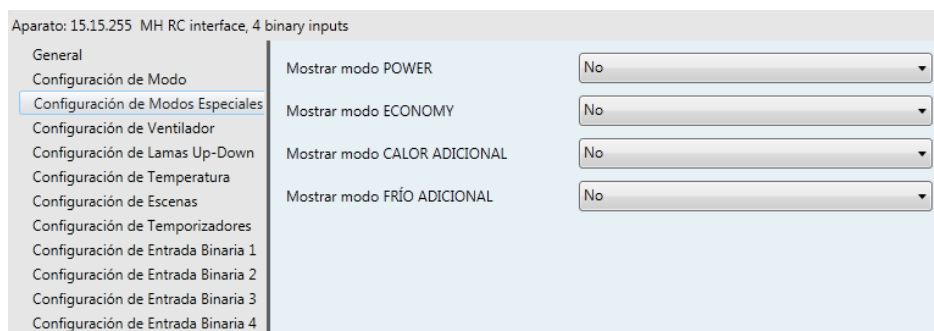 Aparato: 15.15.255 MH RC interface, 4 binary inputs
General
Configuración de Modo
Configuración de Modos Especiales
Configuración de Ventilador
Configuración de Lamas Up-Down
Configuración de Temperatura
Configuración de Escenas
Configuración de Temporizadores
Configuración de Entrada Binaria 1
Configuración de Entrada Binaria 2
Configuración de Entrada Binaria 3
Configuración de Entrada Binaria 4
Mostrar modo POWER No
Mostrar modo ECONOMY No
Mostrar modo CALOR ADICIONAL No
Mostrar modo FRÍO ADICIONAL No